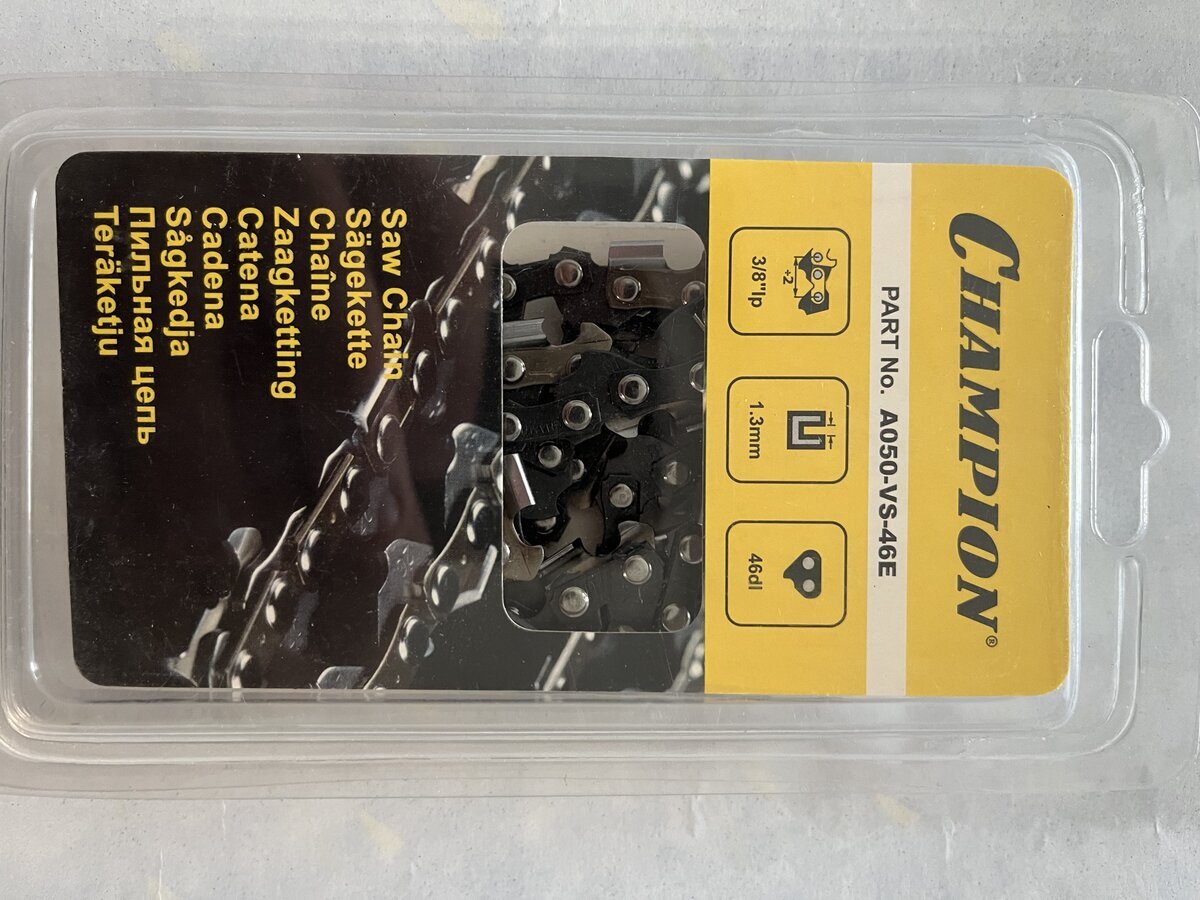 CHAMPION®
PART No. A050-VS-46E
÷2
3/8"lp
1.3mm
46dl
Saw Chain
Sägekette
Chaîne
Zaagketting
Catena
Cadena
Sågkedja
Пильная цепь
Teräketju